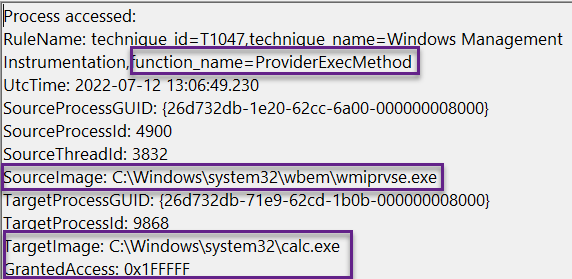 Process accessed:
RuleName: technique_id=T1047,technique_name=Windows Management
Instrumentation,function_name=ProviderExecMethod
UtcTime: 2022-07-12 13:06:49.230
SourceProcessGUID: {26d732db-1e20-62cc-6a00-000000008000}
SourceProcessId: 4900
SourceThreadId: 3832
SourceImage: C:\Windows\system32\wbem\wmiprvse.exe
TargetProcessGUID: {26d732db-71e9-62cd-1b0b-000000008000}
TargetProcessId: 9868
TargetImage: C:\Windows\system32\calc.exe
GrantedAccess: 0x1FFFFF